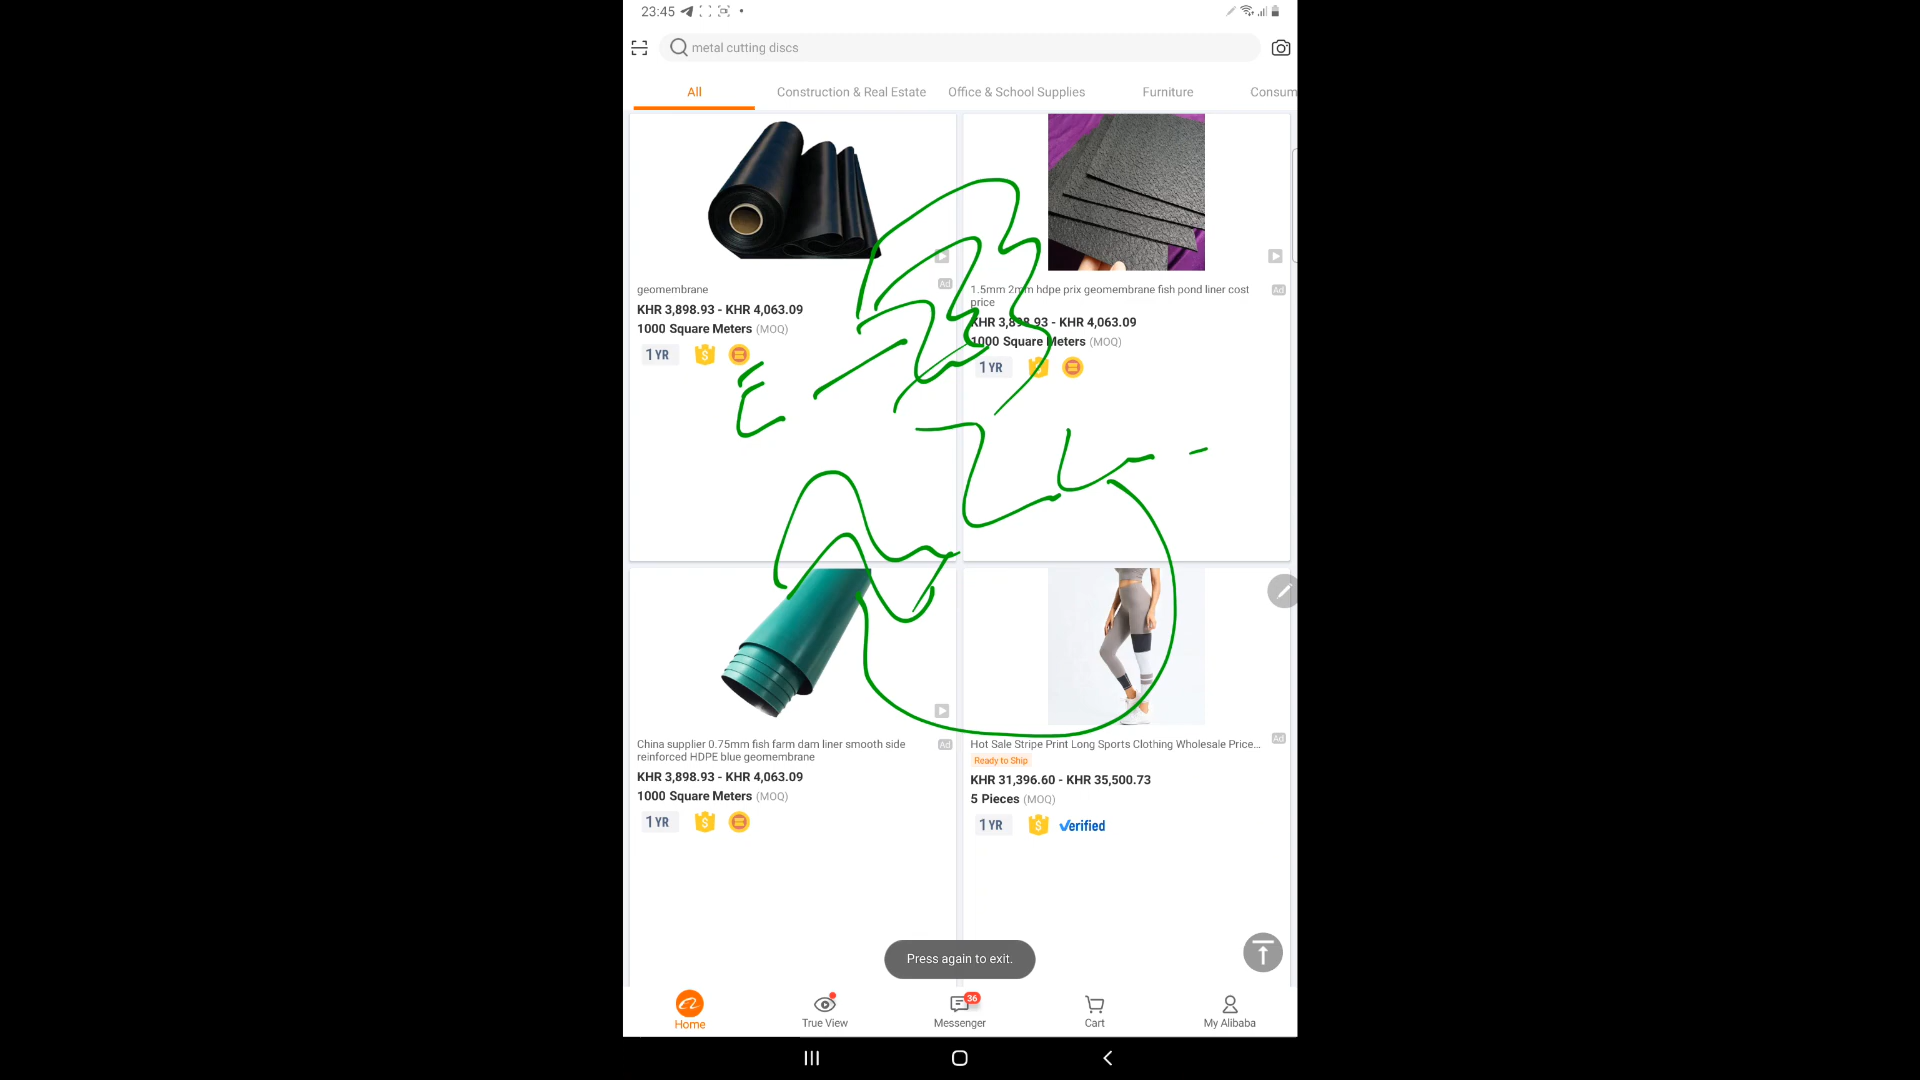 23:45
metal cutting discs
All Construction & Real Estate Office & School Supplies Furniture Consum
geomembrane
Ad
KHR 3,898.93 - KHR 4,063.09
1000 Square Meters (MOQ)
1 YR
1.5mm 2mm hdpe prix geomembrane fish pond liner cost
price
Ad
KHR 3,898.93 - KHR 4,063.09
1000 Square Meters (MOQ)
1 YR
China supplier 0.75mm fish farm dam liner smooth side
reinforced HDPE blue geomembrane
Ad
KHR 3,898.93 - KHR 4,063.09
1000 Square Meters (MOQ)
1 YR
Hot Sale Stripe Print Long Sports Clothing Wholesale Price...
Ad
Ready to Ship
KHR 31,396.60 - KHR 35,500.73
5 Pieces (MOQ)
1 YR Verified
Press again to exit.
36
Home True View Messenger Cart My Alibaba